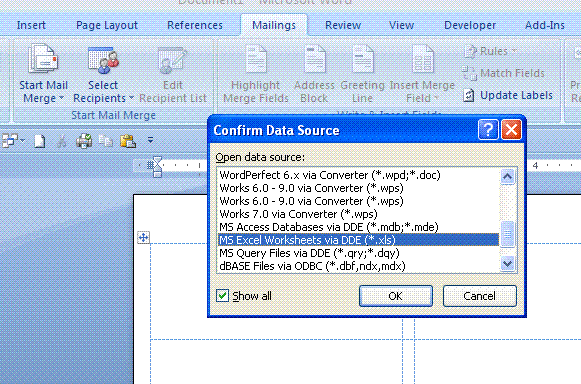 Document1 - Microsoft Word
Insert Page Layout References Mailings Review View Developer Add-Ins
Start Mail Merge Select Recipients Edit Recipient List Highlight Merge Fields Address Block Greeting Line Insert Merge Field Rules
Match Fields
Update Labels
Start Mail Merge Write & Insert Fields
Confirm Data Source
Open data source:
WordPerfect 6.x via Converter (*.wpd;*.doc)
Works 6.0 - 9.0 via Converter (*.wps)
Works 6.0 - 9.0 via Converter (*.wps)
Works 7.0 via Converter (*.wps)
MS Access Databases via DDE (*.mdb;*.mde)
MS Excel Worksheets via DDE (*.xls)
MS Query Files via DDE (*.qry;*.dqy)
dBASE Files via ODBC (*.dbf,ndx,mdx)
Show all OK Cancel
4